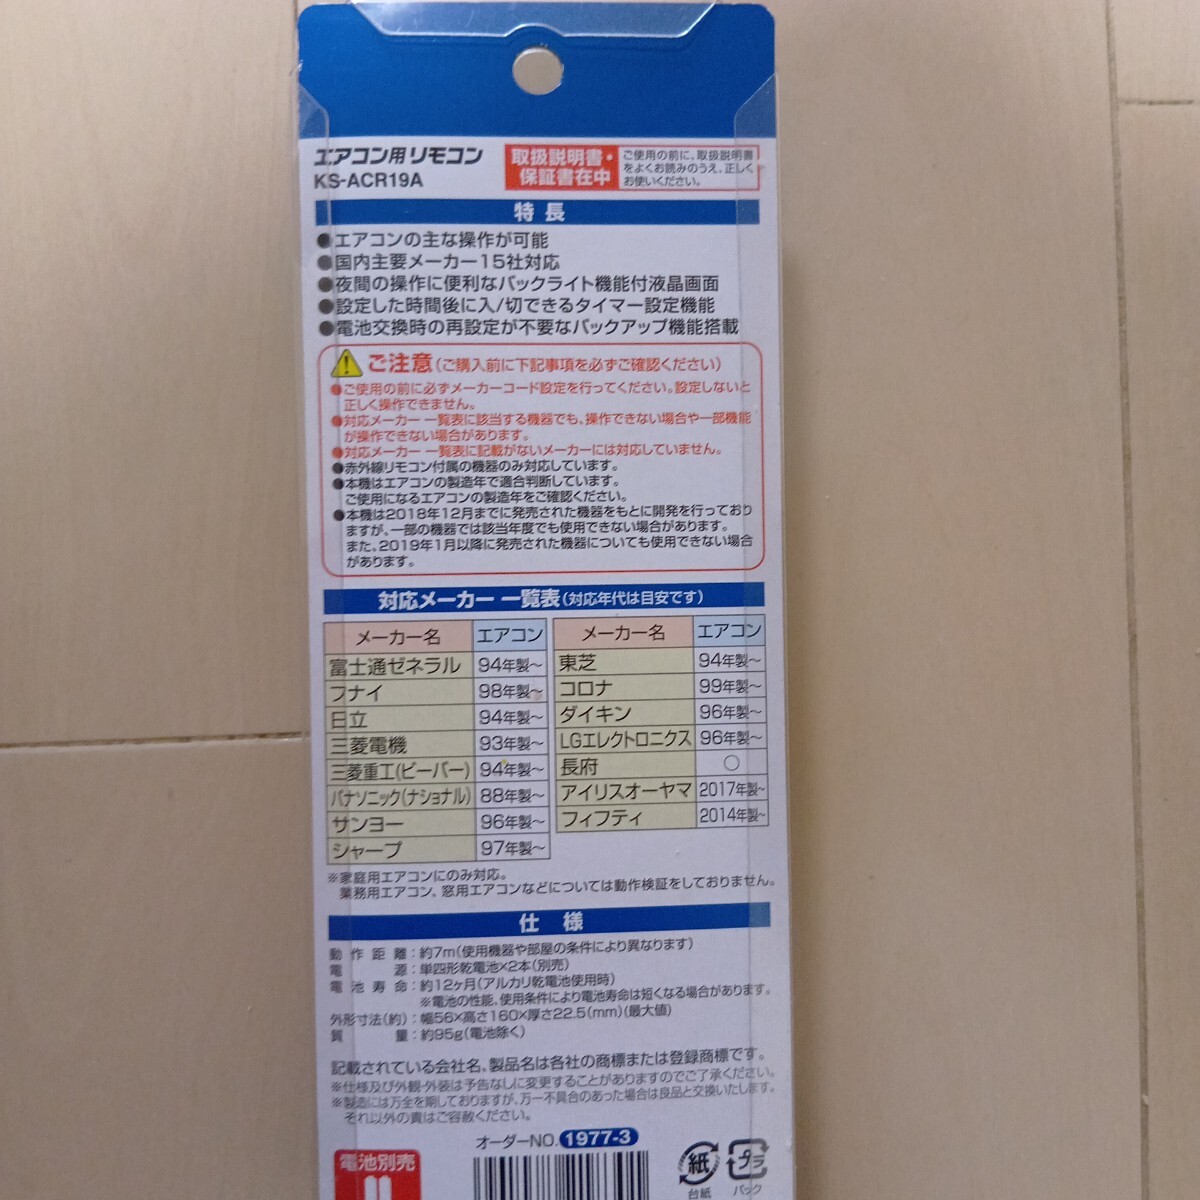 エアコン用リモコン
KS-ACR19A
取扱説明書・
保証書在中
ご使用の前に、取扱説明書
をよくお読みのうえ、正しく
お使いください。
特 長
●エアコンの主な操作が可能
●国内主要メーカー15社対応
●夜間の操作に便利なバックライト機能付液晶画面
●設定した時間後に入/切できるタイマー設定機能
●電池交換時の再設定が不要なバックアップ機能搭載
ご注意(ご購入前に下記事項を必ずご確認ください)
●ご使用の前に必ずメーカーコード設定を行ってください。設定しないと
正しく操作できません。
●対応メーカー 一覧表に該当する機器でも、操作できない場合や一部機能
が操作できない場合があります。
●対応メーカー 一覧表に記載がないメーカーには対応していません。
●赤外線リモコン付属の機器のみ対応しています。
●本機はエアコンの製造年で適合判断しています。
ご使用になるエアコンの製造年をご確認ください。
●本機は2018年12月までに発売された機器をもとに開発を行っており
ますが、一部の機器では該当年度でも使用できない場合があります。
また、2019年1月以降に発売された機器についても使用できない場合
があります。
対応メーカー 一覧表(対応年代は目安です)
メーカー名 エアコン
富士通ゼネラル 94年製～
フナイ 98年製～
日立 94年製～
三菱電機 93年製～
三菱重工(ビーバー) 94年製～
パナソニック(ナショナル) 88年製～
サンヨー 96年製～
シャープ 97年製～
メーカー名 エアコン
東芝 94年製～
コロナ 99年製～
ダイキン 96年製～
LGエレクトロニクス 96年製～
長府 ○
アイリスオーヤマ 2017年製～
フィフティ 2014年製～
※家庭用エアコンにのみ対応。
業務用エアコン、窓用エアコンなどについては動作検証をしておりません。
仕 様
動作距離：約7m(使用機器や部屋の条件により異なります)
電源：単四形乾電池×2本(別売)
電池寿命：約12ヶ月(アルカリ乾電池使用時)
※電池の性能、使用条件により電池寿命は短くなる場合があります。
外形寸法(約)：幅56×高さ160×厚さ22.5(mm)(最大値)
質量：約95g(電池除く)
記載されている会社名、製品名は各社の商標または登録商標です。
※仕様及び外観・外装は予告なしに変更することがありますのでご了承ください。
※製造には万全を期しておりますが、万一不具合のあった場合は良品と交換いたします。
それ以外の責はご容赦ください。
オーダーNO. 1977-3
電池別売
紙
台紙
プラ
パック